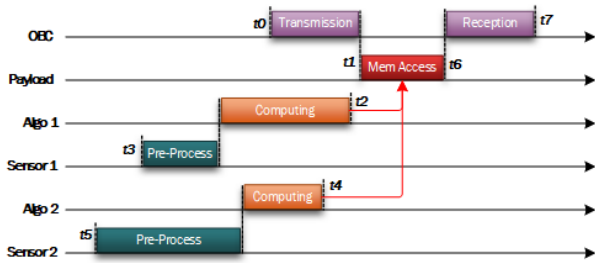 t0 Transmission Reception t7
OBC
t1 Mem Access t6
Payload
Computing t2
Algo 1
t3 Pre-Process
Sensor 1
Computing t4
Algo 2
t5 Pre-Process
Sensor 2